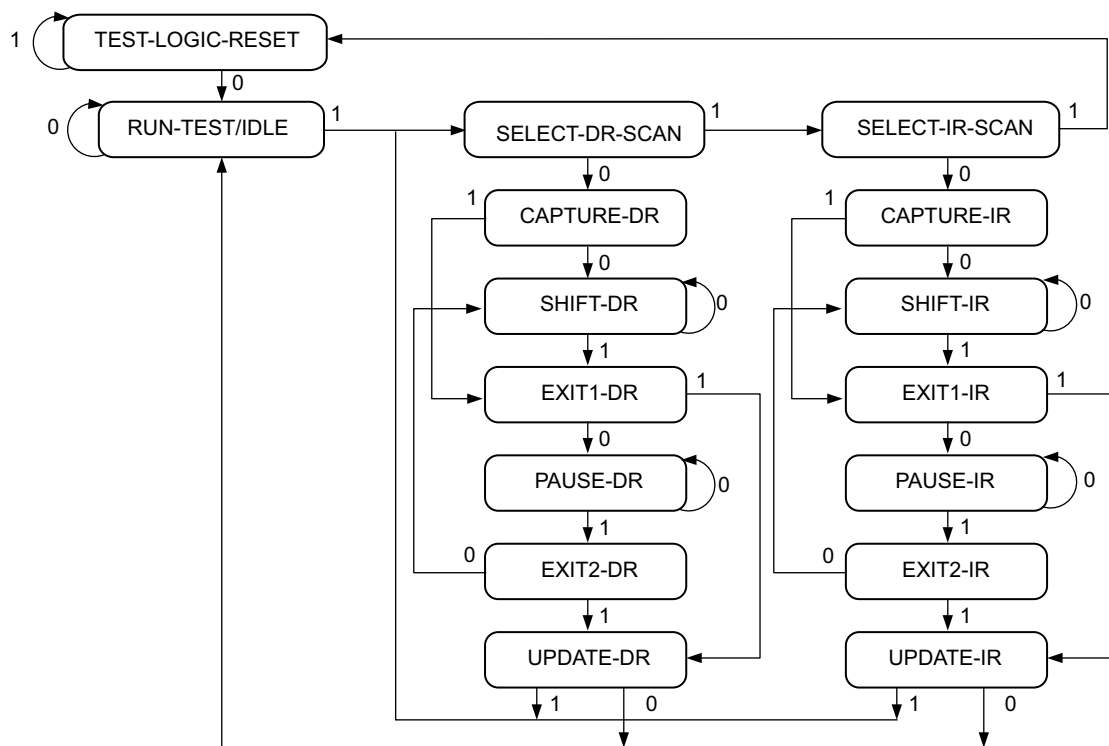 1 TEST-LOGIC-RESET
0
0 RUN-TEST/IDLE 1 SELECT-DR-SCAN 1 SELECT-IR-SCAN 1
0 0
1 CAPTURE-DR 1 CAPTURE-IR
0 0
SHIFT-DR 0 SHIFT-IR 0
1 1
EXIT1-DR 1 EXIT1-IR 1
0 0
PAUSE-DR 0 PAUSE-IR 0
1 1
0 EXIT2-DR 0 EXIT2-IR
1 1
UPDATE-DR UPDATE-IR
1 0 1 0